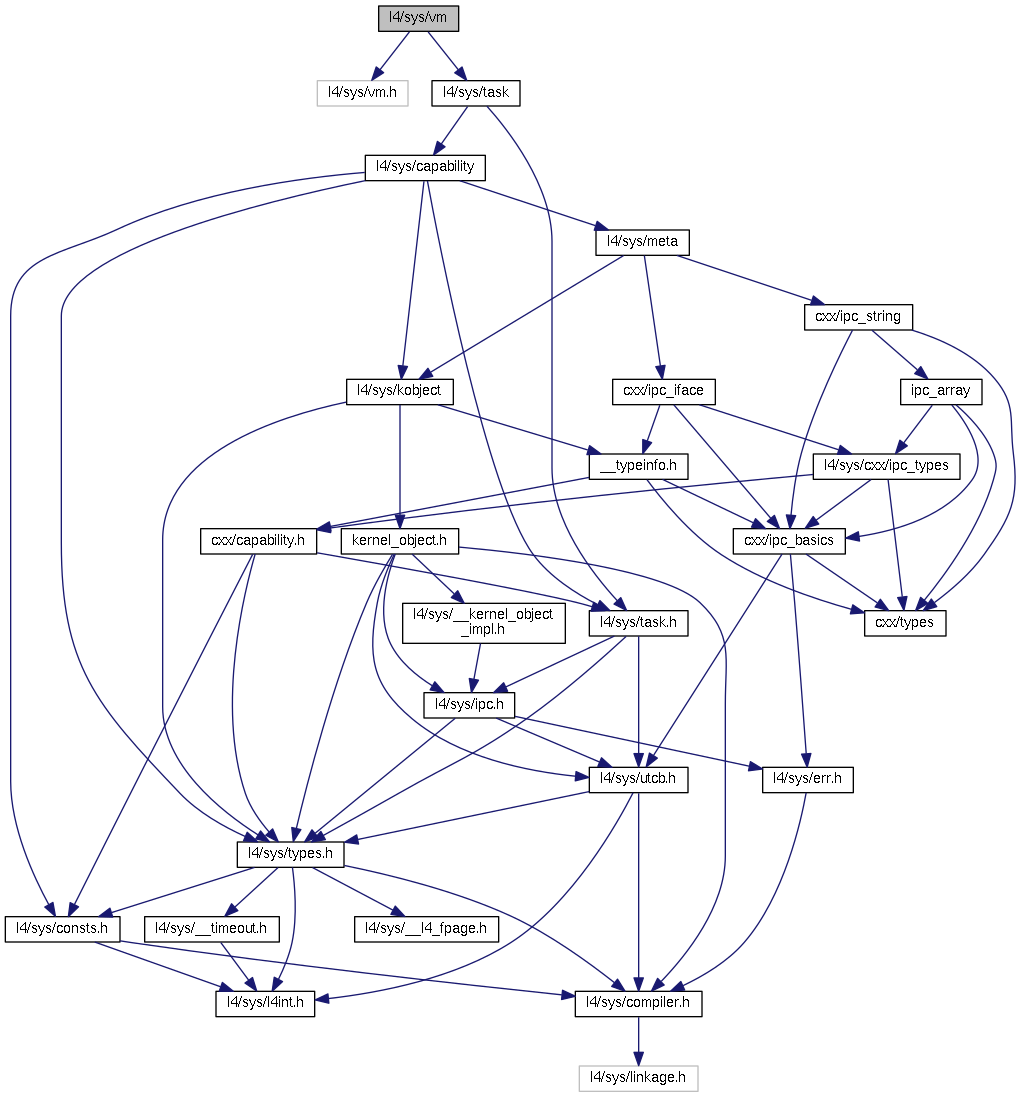 l4/sys/vm
l4/sys/vm.h
l4/sys/task
l4/sys/capability
l4/sys/meta
cxx/ipc_string
l4/sys/kobject
cxx/ipc_iface
ipc_array
__typeinfo.h
l4/sys/cxx/ipc_types
cxx/capability.h
kernel_object.h
cxx/ipc_basics
l4/sys/__kernel_object
_impl.h
l4/sys/task.h
cxx/types
l4/sys/ipc.h
l4/sys/utcb.h
l4/sys/err.h
l4/sys/types.h
l4/sys/consts.h
l4/sys/__timeout.h
l4/sys/__l4_fpage.h
l4/sys/l4int.h
l4/sys/compiler.h
l4/sys/linkage.h